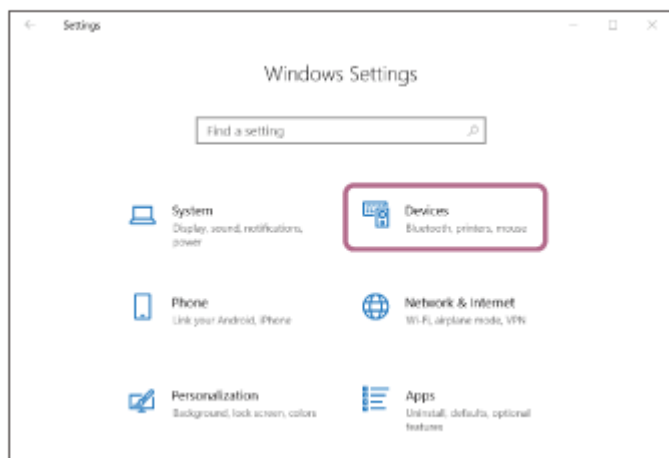 Settings
Windows Settings
Find a setting
System
Display, sound, notifications,
power
Devices
Bluetooth, printers, mouse
Phone
Link your Android, iPhone
Network & Internet
Wi-Fi, airplane mode, VPN
Personalization
Background, lock screen, colors
Apps
Uninstall, defaults, optional
features